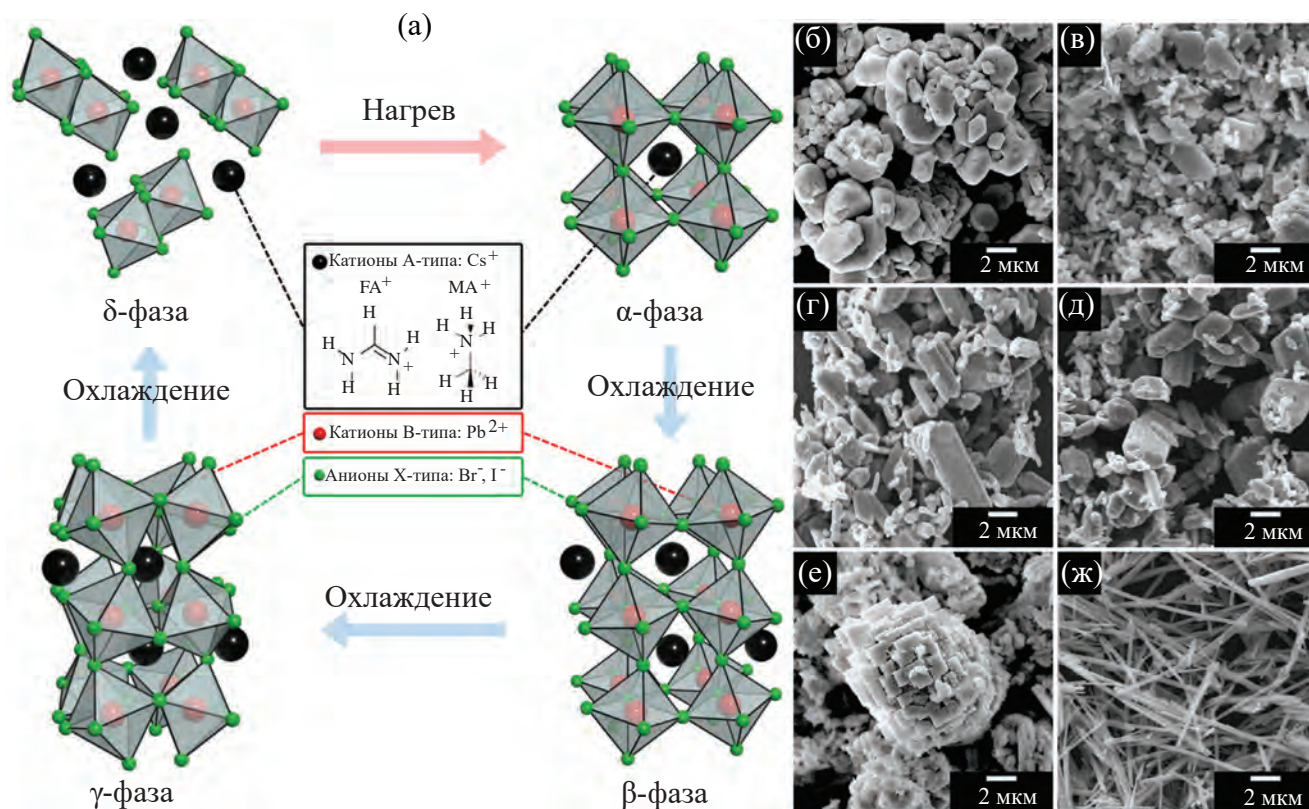 (а)
Нагрев
δ-фаза
α-фаза
Катионы А-типа: Cs⁺
FA⁺
MA⁺
H
H
N
N
H
+
H
H
H
H
H
N
+
C
H
H
H
Охлаждение
Охлаждение
Катионы В-типа: Pb²⁺
Анионы Х-типа: Br⁻, I⁻
Охлаждение
γ-фаза
β-фаза
(б)
2 мкм
(в)
2 мкм
(г)
2 мкм
(д)
2 мкм
(е)
2 мкм
(ж)
2 мкм